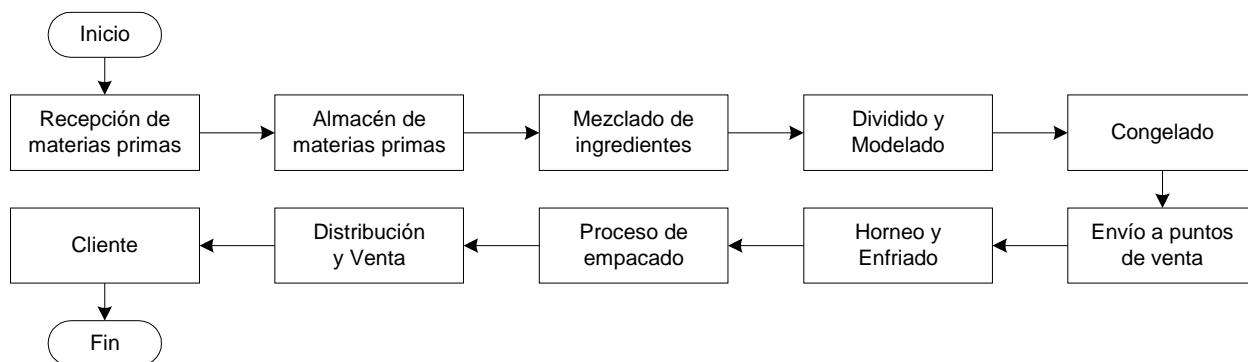 Inicio
Recepción de
materias primas
Almacén de
materias primas
Mezclado de
ingredientes
Dividido y
Modelado
Congelado
Envío a puntos
de venta
Horneo y
Enfriado
Proceso de
empacado
Distribución
y Venta
Cliente
Fin